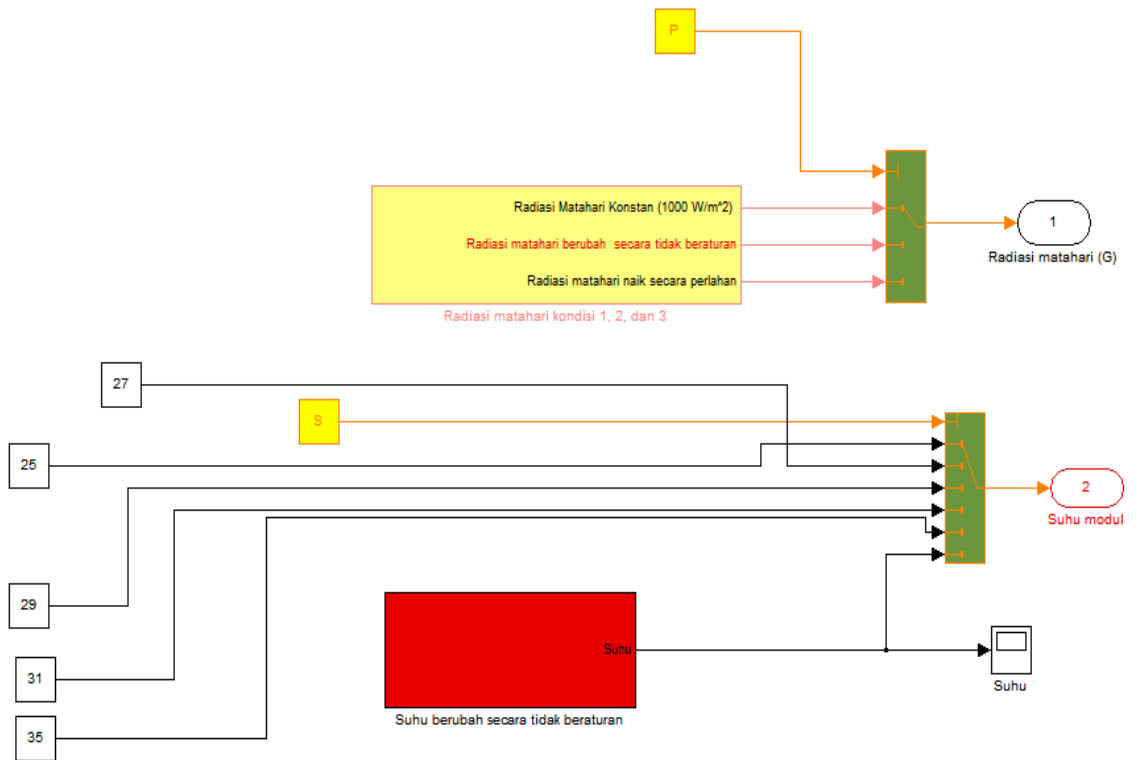 P
Radiasi Matahari Konstan (1000 W/m^2)
Radiasi matahari berubah secara tidak beraturan
Radiasi matahari naik secara perlahan
Radiasi matahari kondisi 1, 2, dan 3
1
Radiasi matahari (G)
27
S
25
2
Suhu modul
29
Suhu
Suhu berubah secara tidak beraturan
Suhu
31
35